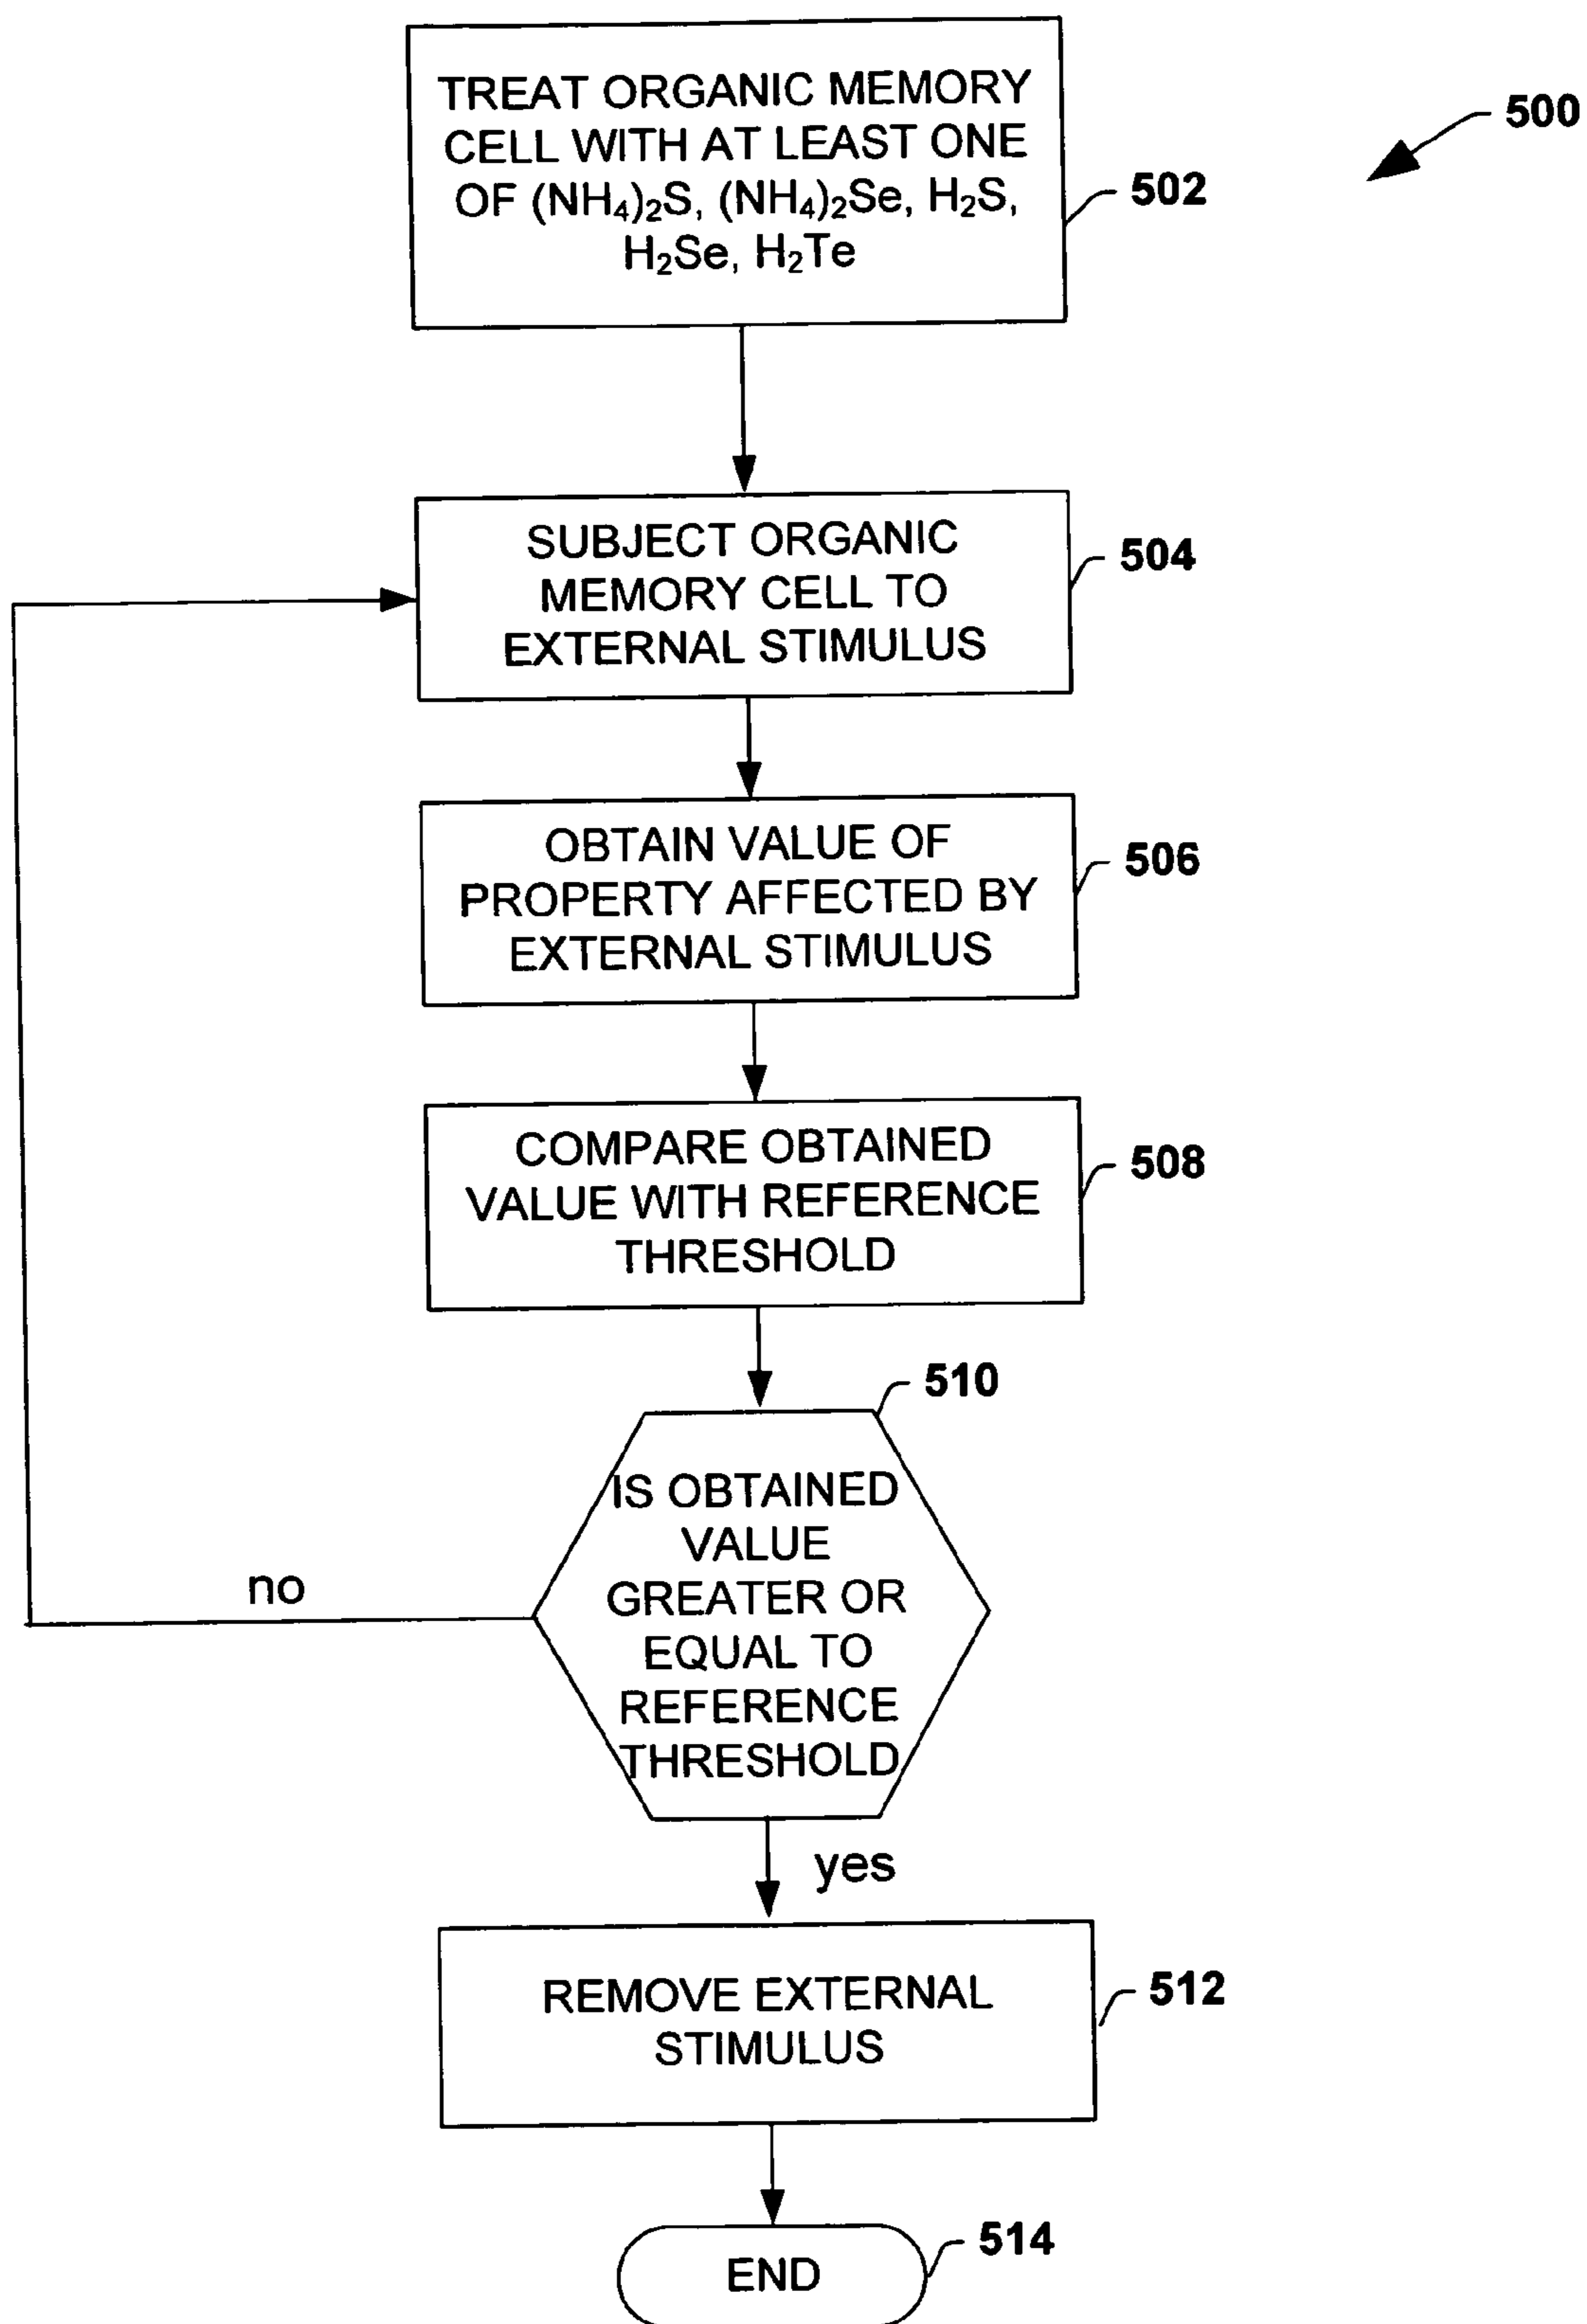 TREAT ORGANIC MEMORY
CELL WITH AT LEAST ONE
OF (NH₄)₂S, (NH₄)₂Se, H₂S,
H₂Se, H₂Te
500
502
SUBJECT ORGANIC
MEMORY CELL TO
EXTERNAL STIMULUS
504
OBTAIN VALUE OF
PROPERTY AFFECTED BY
EXTERNAL STIMULUS
506
COMPARE OBTAINED
VALUE WITH REFERENCE
THRESHOLD
508
510
IS OBTAINED
VALUE
GREATER OR
EQUAL TO
REFERENCE
THRESHOLD
no
yes
REMOVE EXTERNAL
STIMULUS
512
END
514